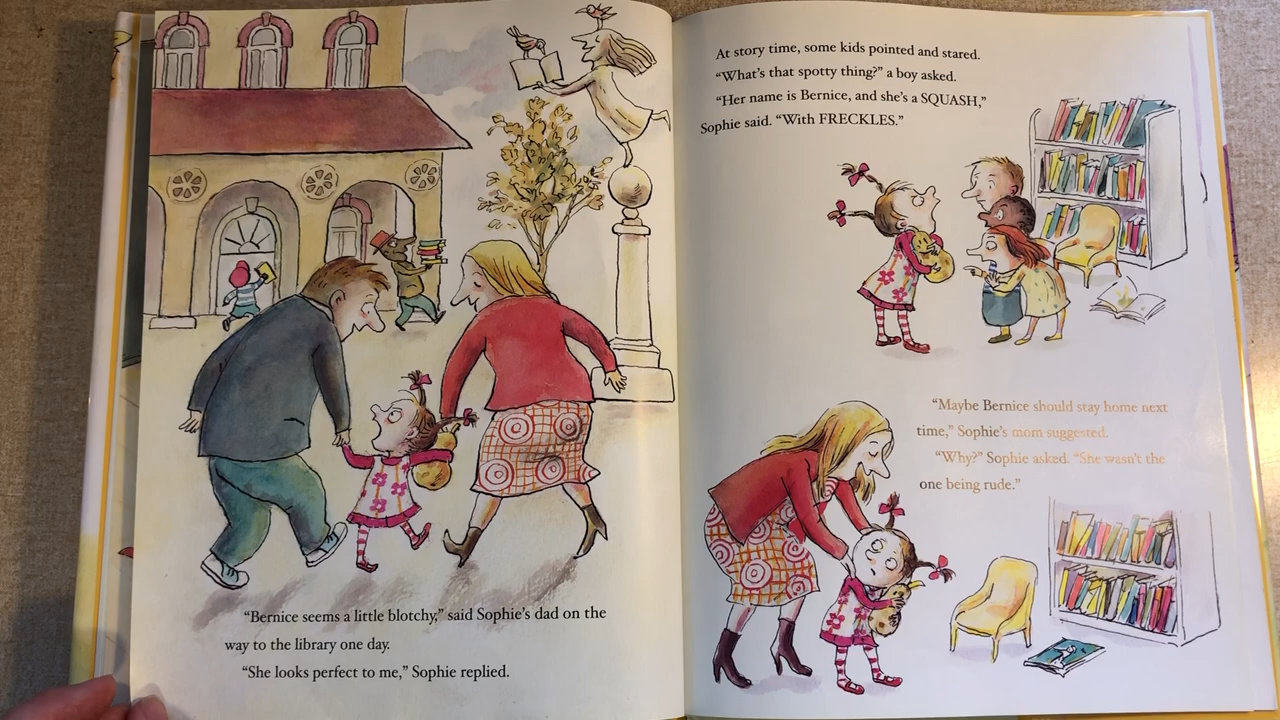 “Bernice seems a little blotchy,” said Sophie’s dad on the
way to the library one day.
“She looks perfect to me,” Sophie replied.
At story time, some kids pointed and stared.
“What’s that spotty thing?” a boy asked.
“Her name is Bernice, and she’s a SQUASH,”
Sophie said. “With FRECKLES.”
“Maybe Bernice should stay home next
time,” Sophie’s mom suggested.
“Why?” Sophie asked. “She wasn’t the
one being rude.”